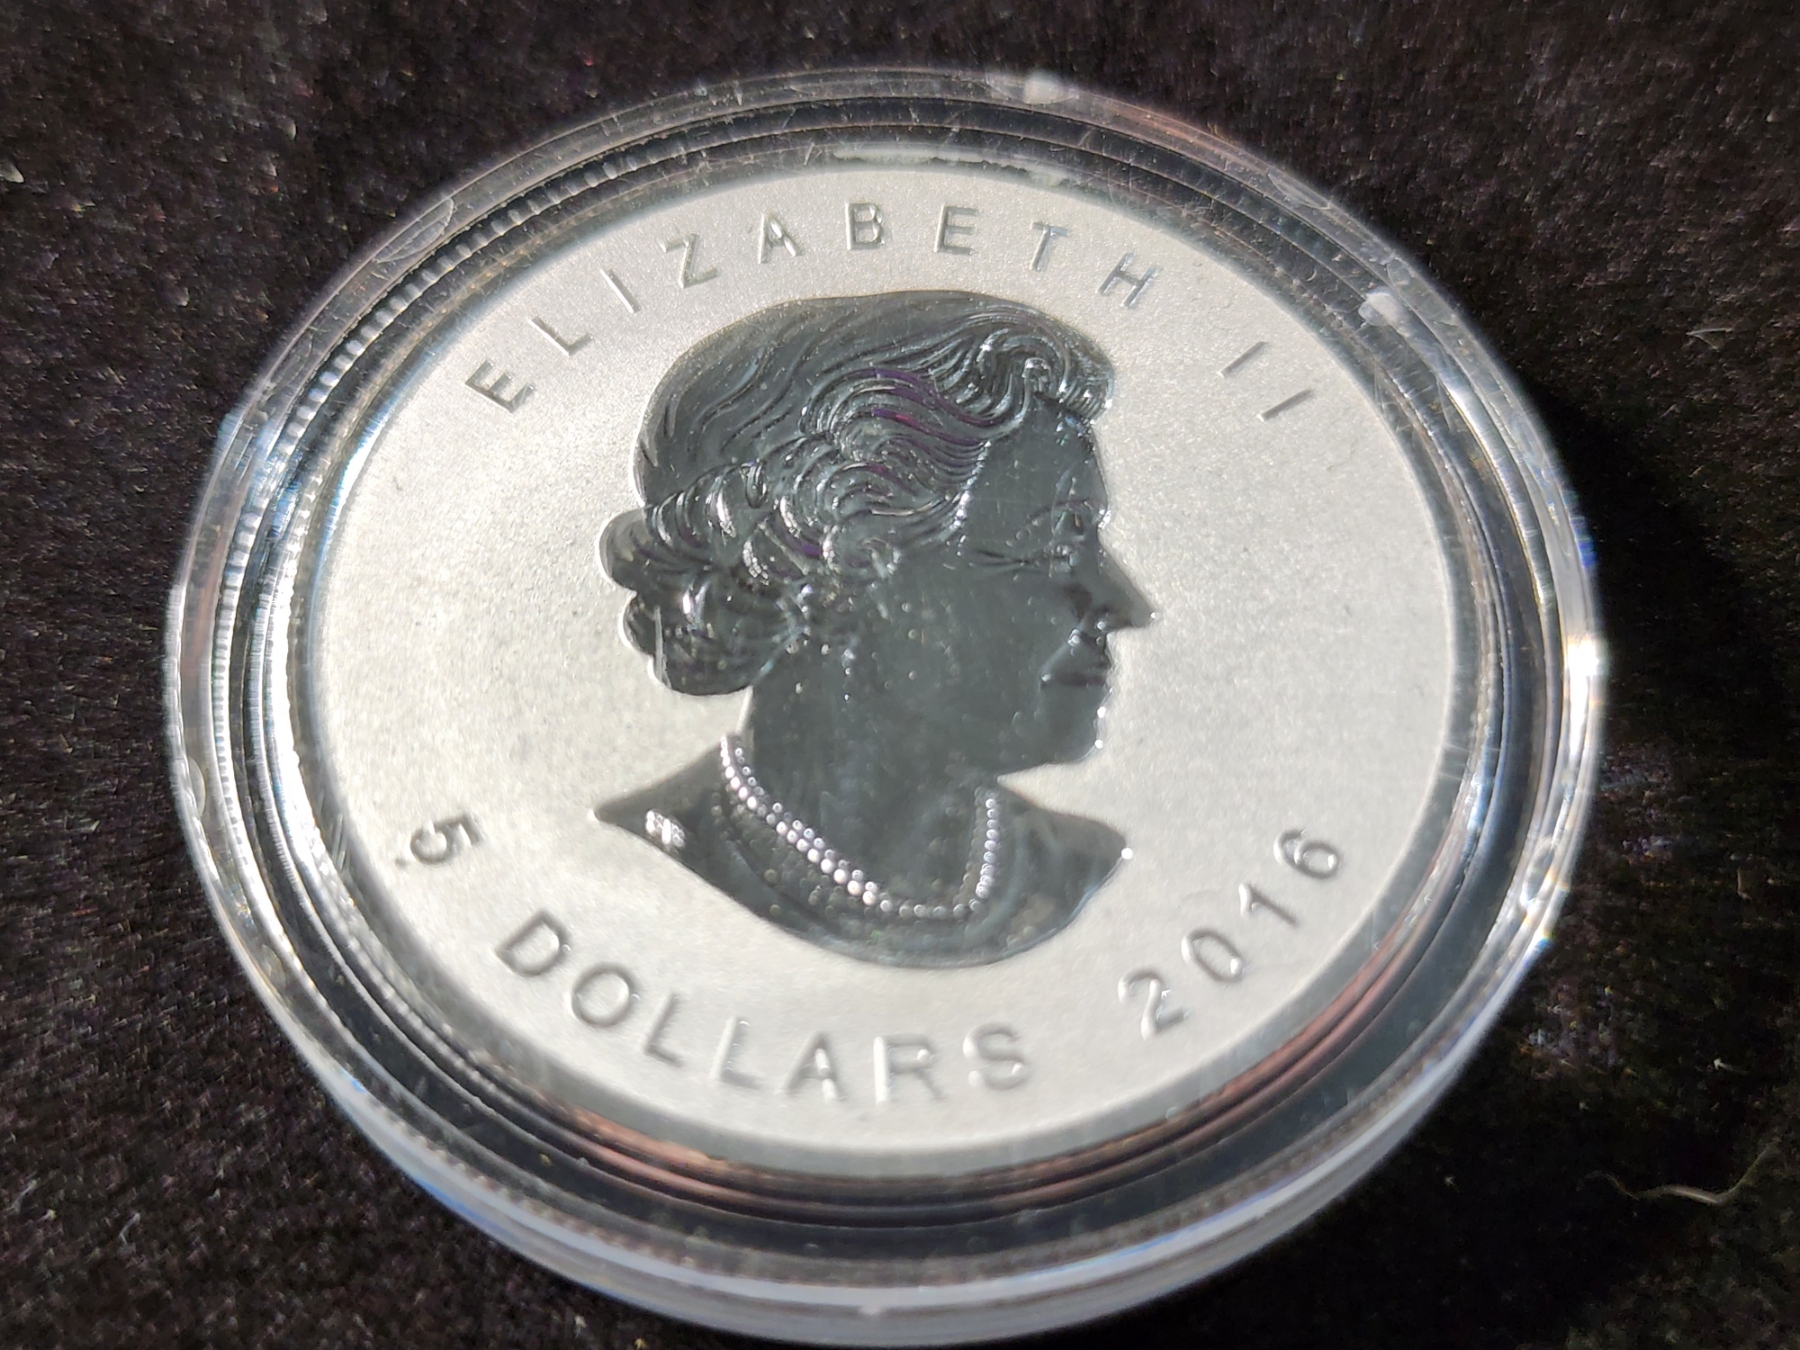 ELIZABETH II
5 DOLLARS 2016